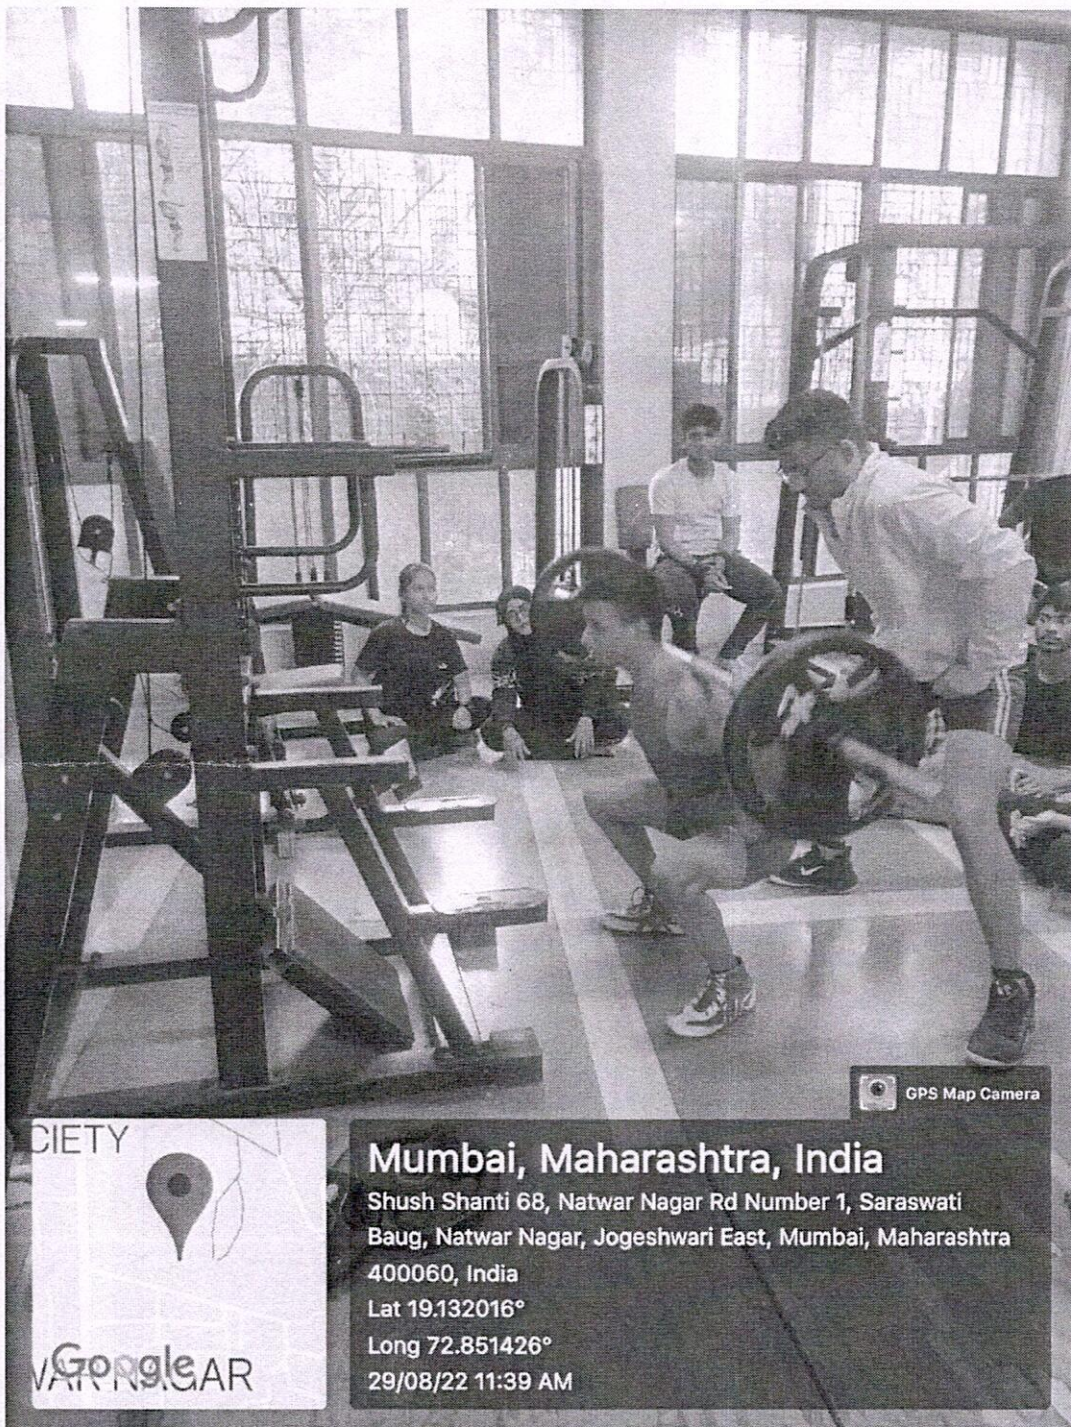 GPS Map Camera
CIETY
Google
NAGAR
Mumbai, Maharashtra, India
Shush Shanti 68, Natwar Nagar Rd Number 1, Saraswati
Baug, Natwar Nagar, Jogeshwari East, Mumbai, Maharashtra
400060, India
Lat 19.132016°
Long 72.851426°
29/08/22 11:39 AM